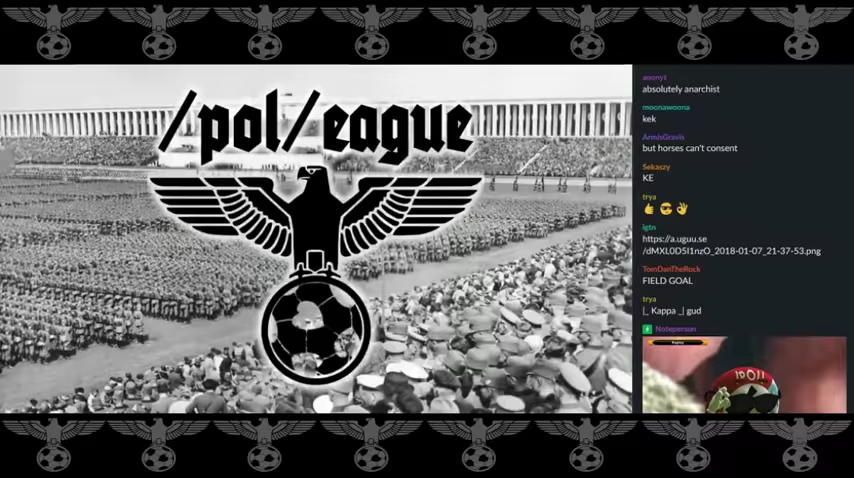 /pol/eague
aoonyt
absolutely anarchist
moonawoona
kek
ArmisGravis
but horses can't consent
Sekaszy
KE
trya
igtn
https://a.uguu.se
/dMXL0D5I1nzO_2018-01-07_21-37-53.png
TomDanTheRock
FIELD GOAL
trya
|_ Kappa _| gud
Noteperson